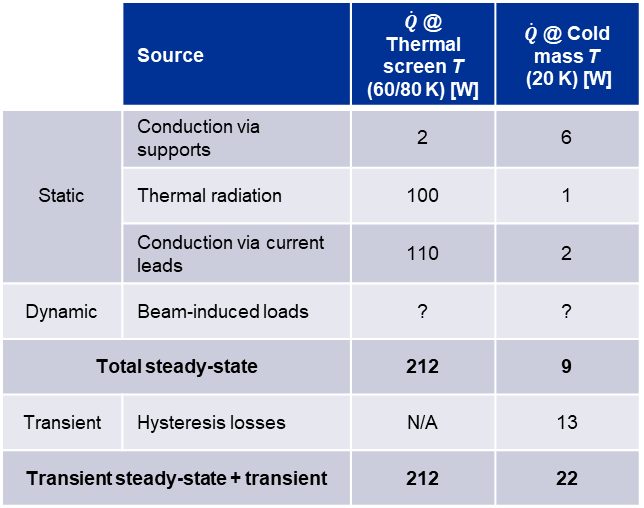 Source
Q̇ @
Thermal
screen T
(60/80 K) [W]
Q̇ @ Cold
mass T
(20 K) [W]
Static
Conduction via
supports
2
6
Thermal radiation
100
1
Conduction via current
leads
110
2
Dynamic
Beam-induced loads
?
?
Total steady-state
212
9
Transient
Hysteresis losses
N/A
13
Transient steady-state + transient
212
22